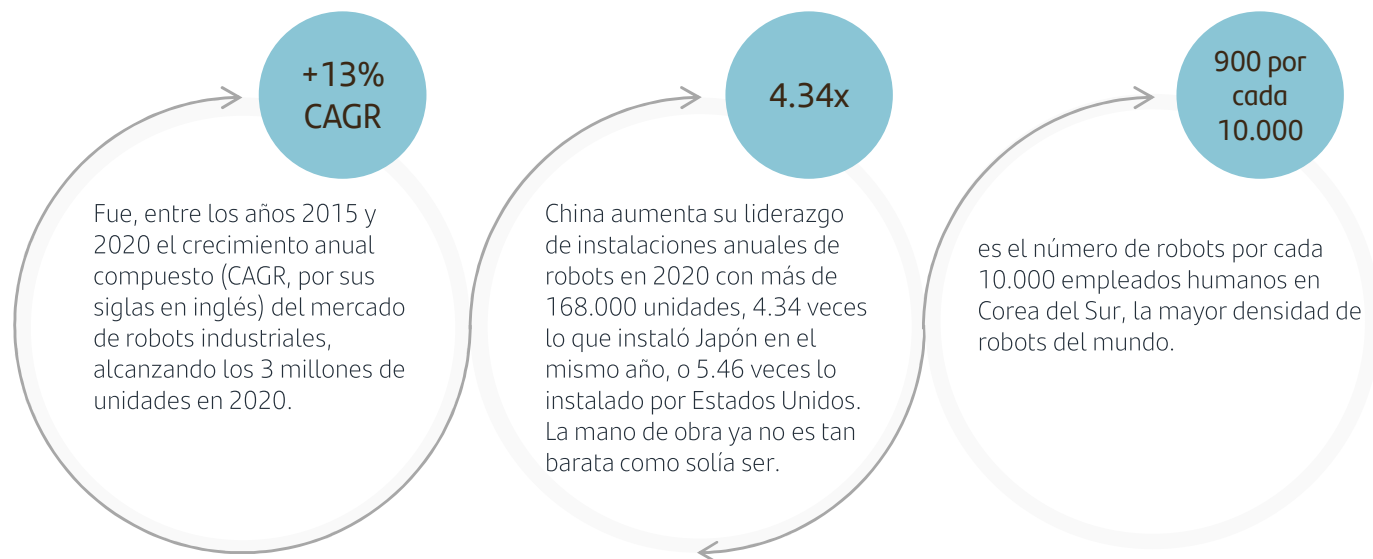 +13%
CAGR
Fue, entre los años 2015 y
2020 el crecimiento anual
compuesto (CAGR, por sus
siglas en inglés) del mercado
de robots industriales,
alcanzando los 3 millones de
unidades en 2020.
4.34x
China aumenta su liderazgo
de instalaciones anuales de
robots en 2020 con más de
168.000 unidades, 4.34 veces
lo que instaló Japón en el
mismo año, o 5.46 veces lo
instalado por Estados Unidos.
La mano de obra ya no es tan
barata como solía ser.
900 por
cada
10.000
es el número de robots por cada
10.000 empleados humanos en
Corea del Sur, la mayor densidad de
robots del mundo.